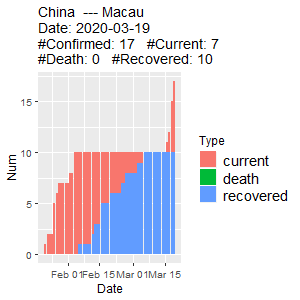 China --- Macau
Date: 2020-03-19
#Confirmed: 17 #Current: 7
#Death: 0 #Recovered: 10
15
10
5
0
Num
Feb 01 Feb 15 Mar 01 Mar 15
Date
Type
current
death
recovered